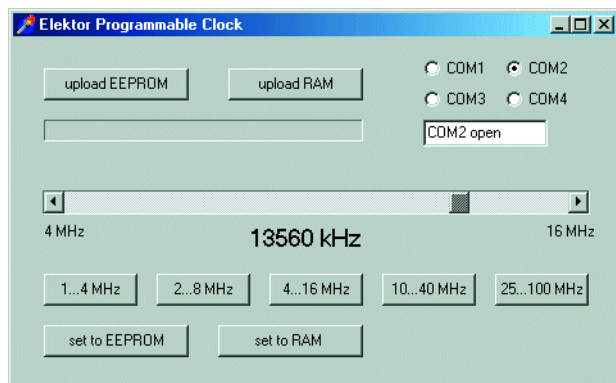 Elektor Programmable Clock
upload EEPROM upload RAM
COM1 COM2
COM3 COM4
COM2 open
4 MHz 13560 kHz 16 MHz
1...4 MHz 2...8 MHz 4...16 MHz 10...40 MHz 25...100 MHz
set to EEPROM set to RAM